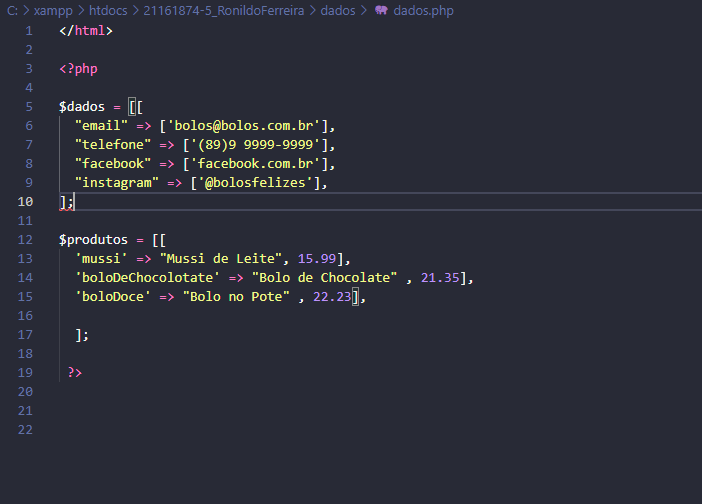 C: > xampp > htdocs > 21161874-5_RonildoFerreira > dados > dados.php
1 </html>
2
3 <?php
4
5 $dados = [[
6 "email" => ['bolos@bolos.com.br'],
7 "telefone" => ['(89)9 9999-9999'],
8 "facebook" => ['facebook.com.br'],
9 "instagram" => ['@bolosfelizes'],
10 ];
11
12 $produtos = [[
13 'mussi' => "Mussi de Leite", 15.99],
14 'boloDeChocolotate' => "Bolo de Chocolate" , 21.35],
15 'boloDoce' => "Bolo no Pote" , 22.23],
16
17 ];
18
19 ?>
20
21
22